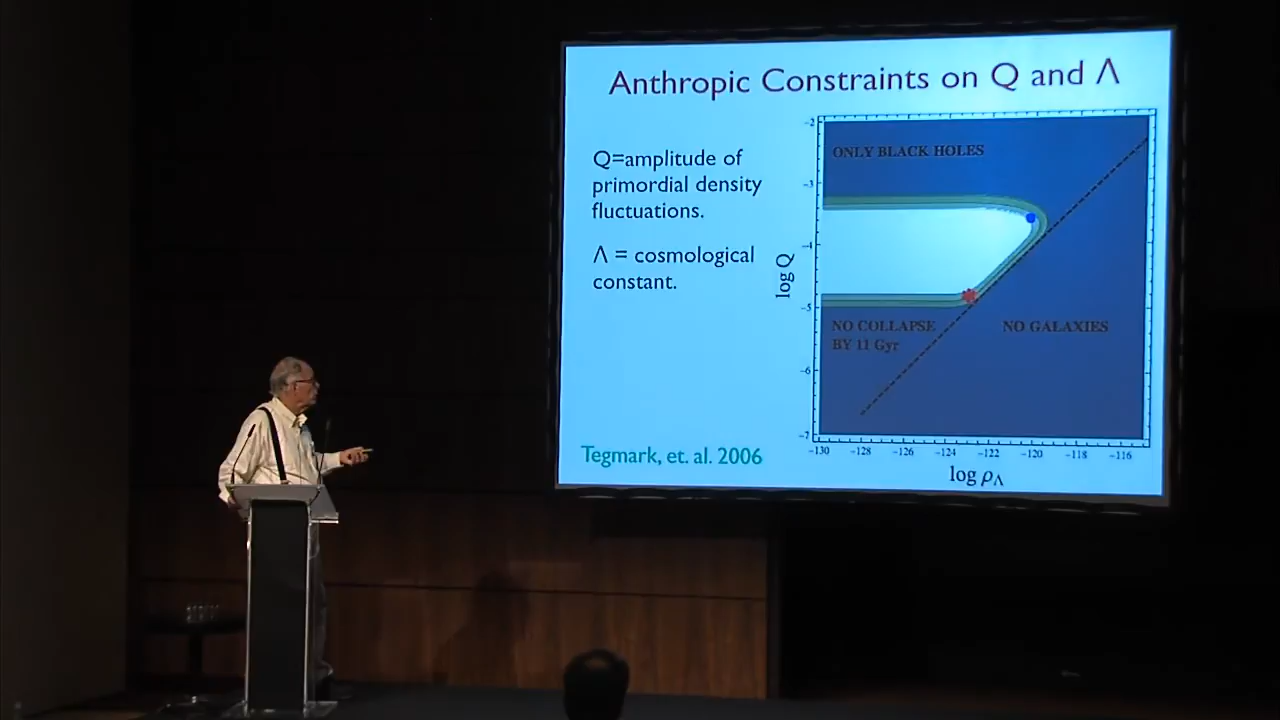 Anthropic Constraints on Q and Λ
Q=amplitude of
primordial density
fluctuations.
Λ = cosmological
constant.
Tegmark, et. al. 2006
ONLY BLACK HOLES
NO COLLAPSE
BY 11 Gyr
NO GALAXIES
log Q
-2
-3
-4
-5
-6
-7
-130 -128 -126 -124 -122 -120 -118 -116
log ρΛ